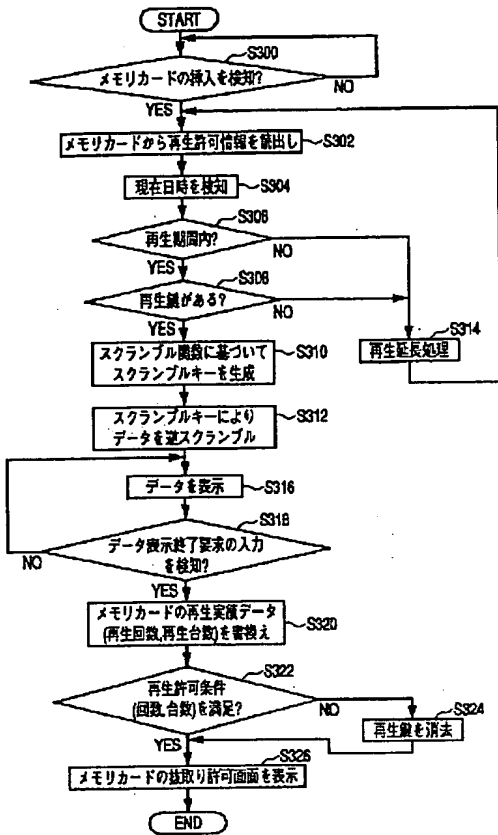 START
S300
メモリカードの挿入を検知?
NO
YES
メモリカードから再生許可情報を読出し
S302
現在日時を検知
S304
S306
再生期間内?
NO
YES
S308
再生鍵がある?
NO
YES
S314
再生延長処理
スクランブル関数に基づいて
スクランブルキーを生成
S310
スクランブルキーにより
データを逆スクランブル
S312
データを表示
S316
S318
データ表示終了要求の入力
を検知?
NO
YES
メモリカードの再生実績データ
(再生回数,再生台数)を書換え
S320
S322
再生許可条件
(回数,台数)を満足?
NO
YES
S324
再生鍵を消去
S326
メモリカードの抜取り許可画面を表示
END